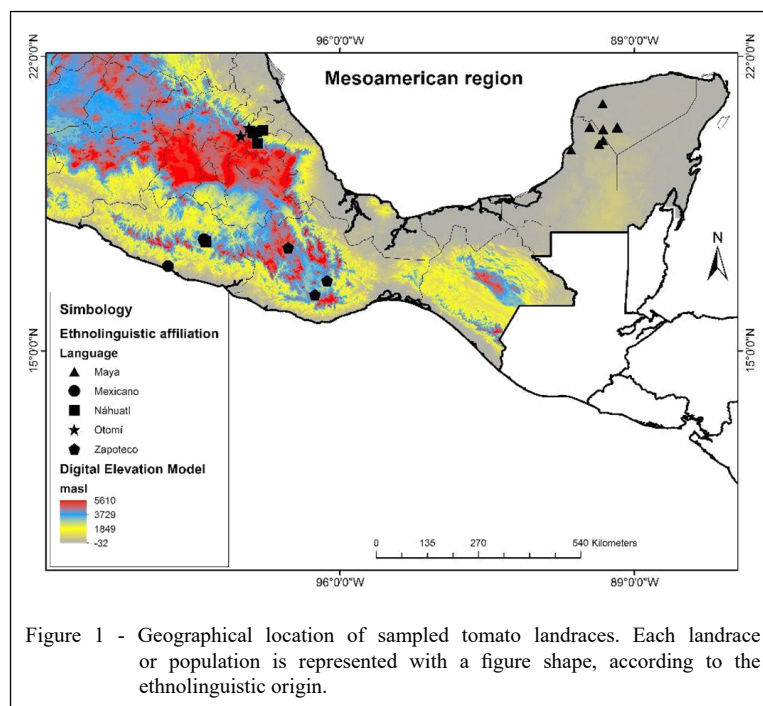 96°0'0"W 89°0'0"W
22°0'0"N
22°0'0"N
Mesoamerican region
N
15°0'0"N
15°0'0"N
Simbology
Ethnolinguistic affiliation
Language
Maya
Mexicano
Náhuatl
Otomí
Zapoteco
Digital Elevation Model
masl
5610
3729
1849
-32
0 135 270 540 Kilometers
96°0'0"W 89°0'0"W
Figure 1 - Geographical location of sampled tomato landraces. Each landrace
or population is represented with a figure shape, according to the
ethnolinguistic origin.